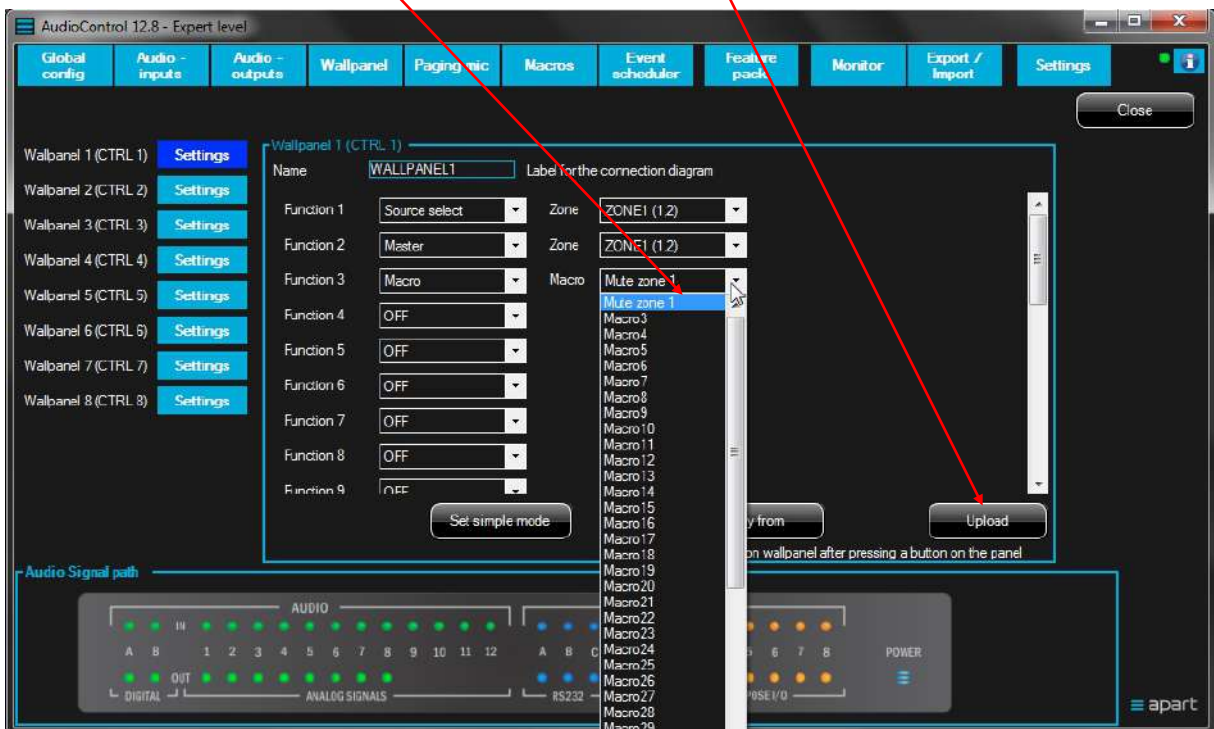 AudioControl 12.8 - Expert level
Global config
Audio - inputs
Audio - outputs
Wallpanel
Paging mic
Macros
Event scheduler
Feature pack
Monitor
Export / Import
Settings
Close
Wallpanel 1 (CTRL 1) Settings
Wallpanel 2 (CTRL 2) Settings
Wallpanel 3 (CTRL 3) Settings
Wallpanel 4 (CTRL 4) Settings
Wallpanel 5 (CTRL 5) Settings
Wallpanel 6 (CTRL 6) Settings
Wallpanel 7 (CTRL 7) Settings
Wallpanel 8 (CTRL 8) Settings
Wallpanel 1 (CTRL 1)
Name WALLPANEL1 Label for the connection diagram
Function 1 Source select Zone ZONE1 (1,2)
Function 2 Master Zone ZONE1 (1,2)
Function 3 Macro Macro Mute zone 1
Function 4 OFF
Function 5 OFF
Function 6 OFF
Function 7 OFF
Function 8 OFF
Function 9 OFF
Mute zone 1
Macro3
Macro4
Macro5
Macro6
Macro7
Macro8
Macro9
Macro10
Macro11
Macro12
Macro13
Macro14
Macro15
Macro16
Macro17
Macro18
Macro19
Macro20
Macro21
Macro22
Macro23
Macro24
Macro25
Macro26
Macro27
Macro28
Macro29
Set simple mode
from
Upload
on wallpanel after pressing a button on the panel
Audio Signal path
AUDIO
IN
A B 1 2 3 4 5 6 7 8 9 10 11 12 A B C 6 7 8 POWER
OUT
DIGITAL ANALOG SIGNALS RS232 I/O
apart